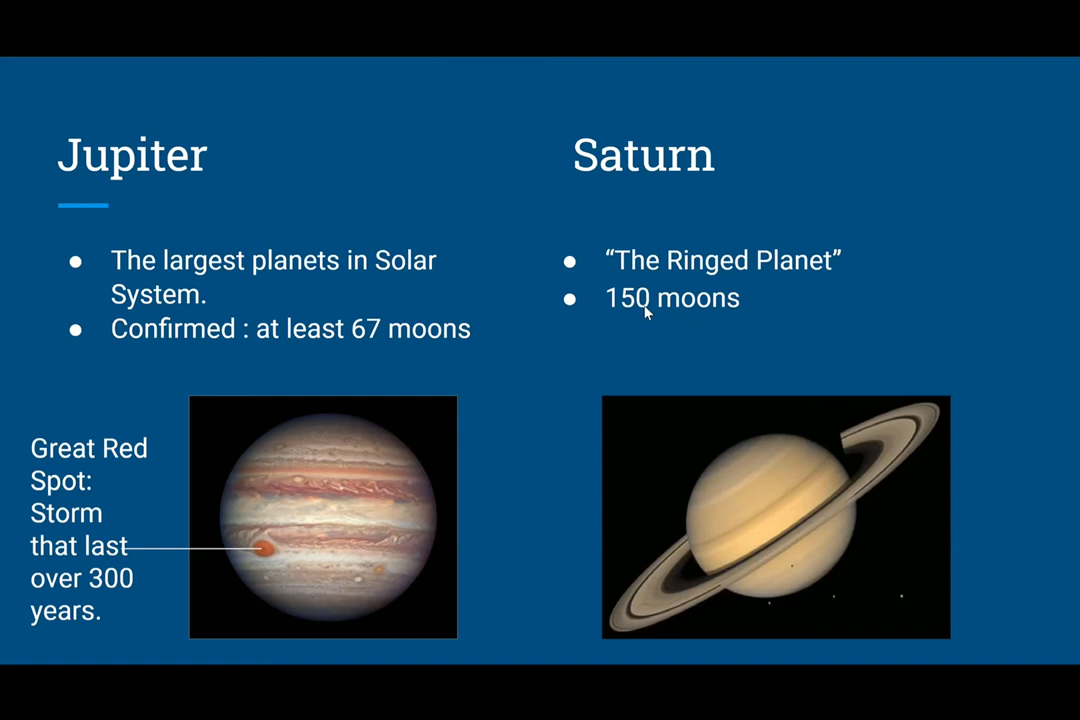 Jupiter
● The largest planets in Solar
System.
● Confirmed : at least 67 moons
Great Red
Spot:
Storm
that last
over 300
years.
Saturn
● “The Ringed Planet”
● 150 moons